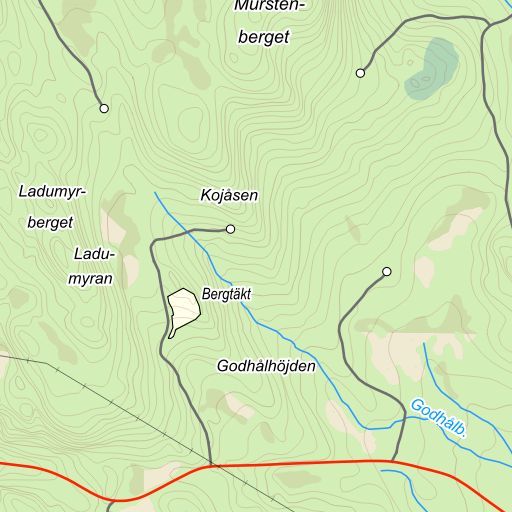 Mursten-
berget
Kojåsen
Ladumyr-
berget
Ladu-
myran
Bergtäkt
Godhålhöjden
Godhålb.